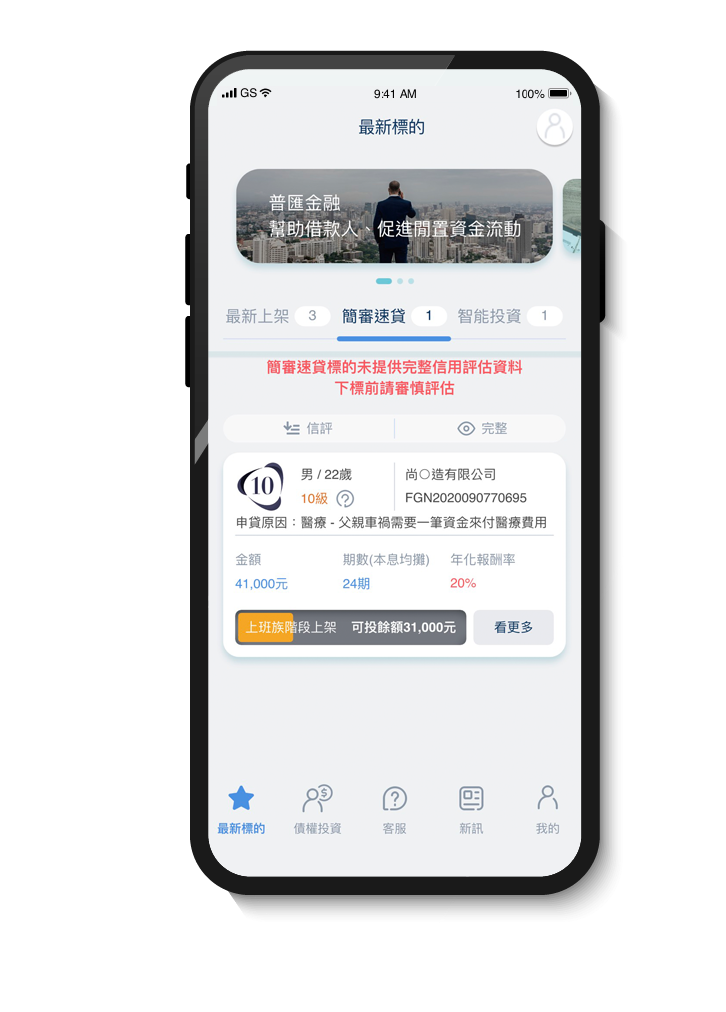 GS 9:41 AM 100%
最新標的
普匯金融
幫助借款人、促進閒置資金流動
最新上架 3 簡審速貸 1 智能投資 1
簡審速貸標的未提供完整信用評估資料
下標前請審慎評估
信評 完整
10 男 / 22歲 尚〇造有限公司
10級 ? FGN2020090770695
申貸原因：醫療 - 父親車禍需要一筆資金來付醫療費用
金額 期數(本息均攤) 年化報酬率
41,000元 24期 20%
上班族階段上架 可投餘額31,000元 看更多
最新標的 債權投資 客服 新訊 我的